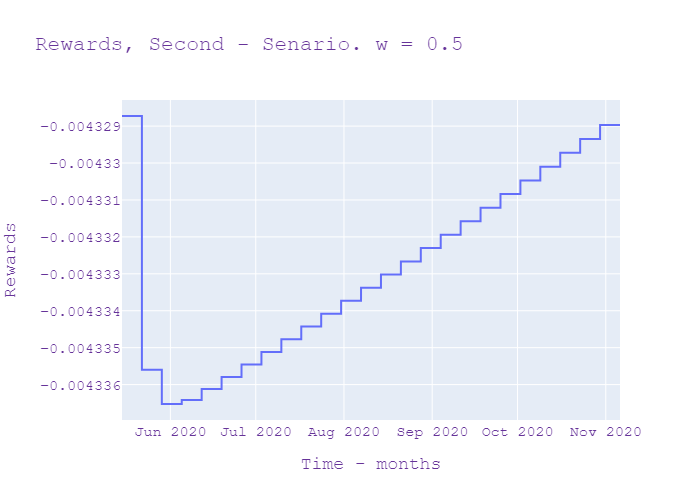 Rewards, Second - Senario. w = 0.5
Rewards
-0.004329
-0.00433
-0.004331
-0.004332
-0.004333
-0.004334
-0.004335
-0.004336
Jun 2020 Jul 2020 Aug 2020 Sep 2020 Oct 2020 Nov 2020
Time - months